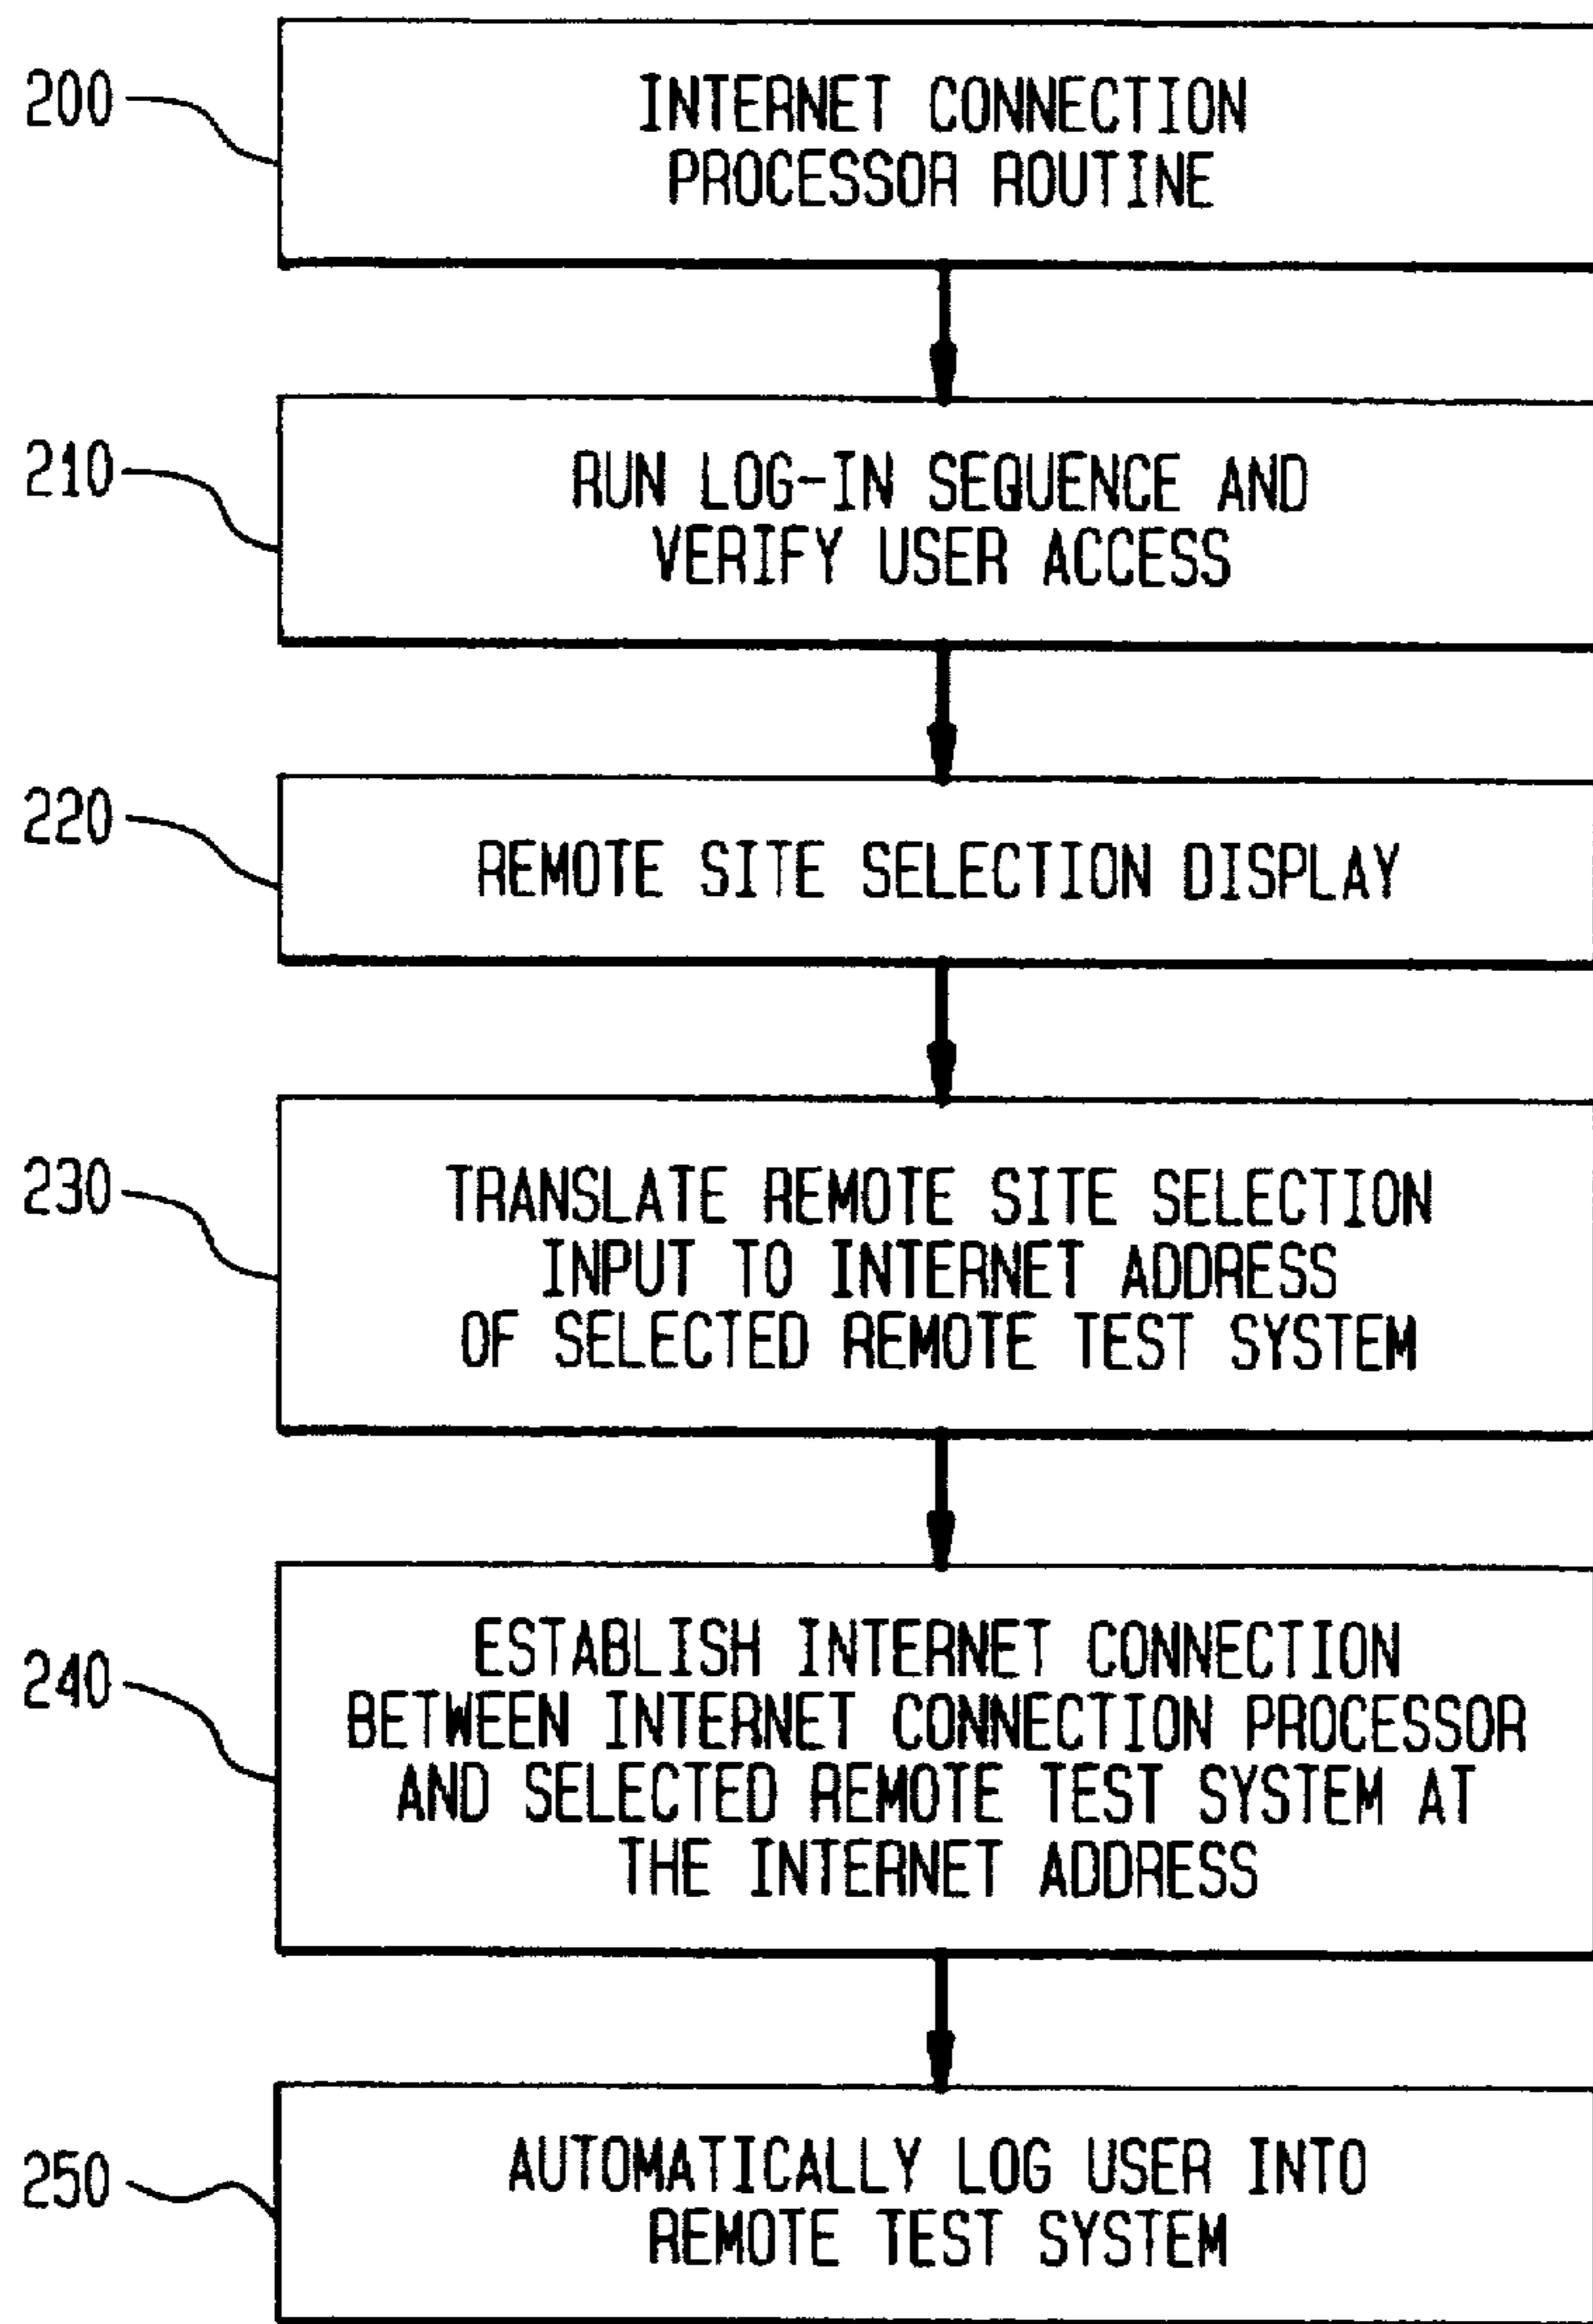 200
INTERNET CONNECTION
PROCESSOR ROUTINE
210
RUN LOG-IN SEQUENCE AND
VERIFY USER ACCESS
220
REMOTE SITE SELECTION DISPLAY
230
TRANSLATE REMOTE SITE SELECTION
INPUT TO INTERNET ADDRESS
OF SELECTED REMOTE TEST SYSTEM
240
ESTABLISH INTERNET CONNECTION
BETWEEN INTERNET CONNECTION PROCESSOR
AND SELECTED REMOTE TEST SYSTEM AT
THE INTERNET ADDRESS
250
AUTOMATICALLY LOG USER INTO
REMOTE TEST SYSTEM